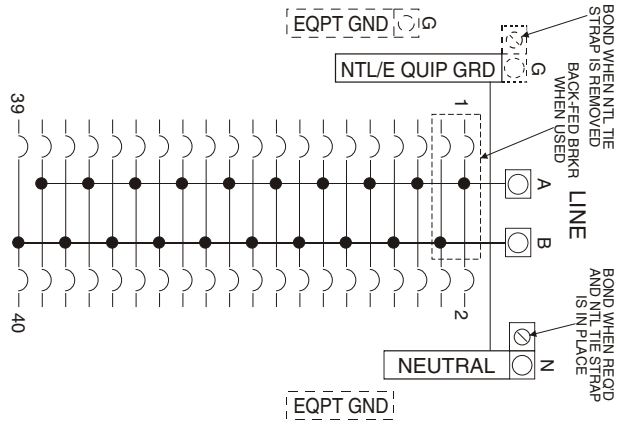 EQPT GND
G
BOND WHEN NTL TIE
STRAP IS REMOVED
NTL/E QUIP GRD
G
BACK-FED BRKR
WHEN USED
39
1
A
LINE
B
40
2
BOND WHEN REQ'D
AND NTL TIE STRAP
IS IN PLACE
NEUTRAL
N
EQPT GND